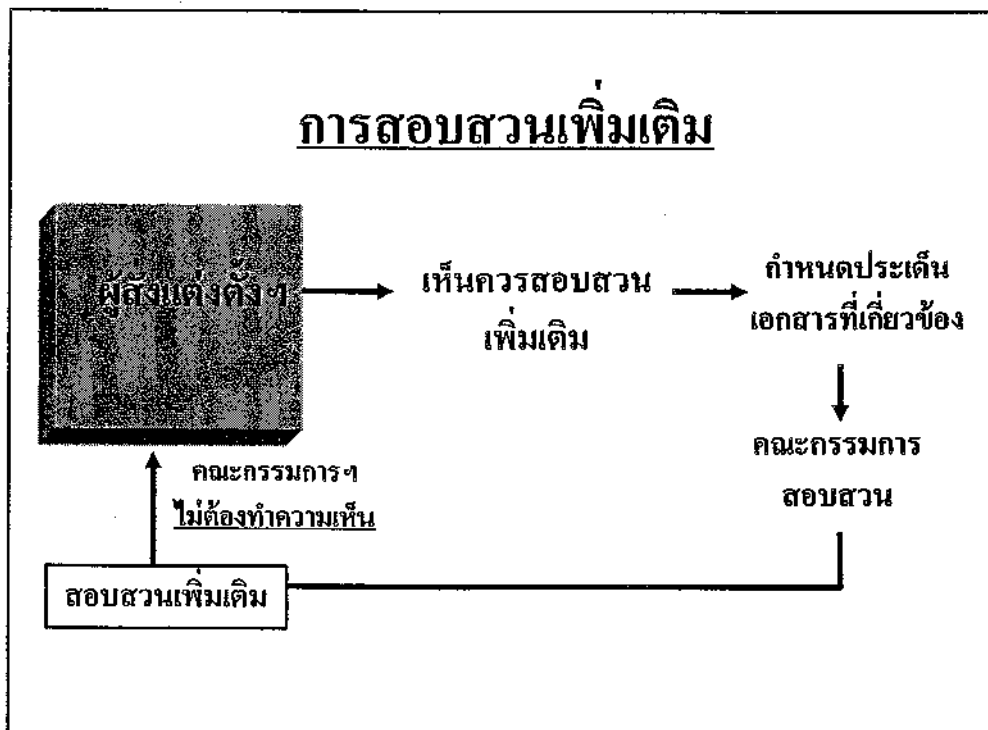 การสอบสวนเพิ่มเติม
ผู้สั่งแต่งตั้งฯ
เห็นควรสอบสวน
เพิ่มเติม
กำหนดประเด็น
เอกสารที่เกี่ยวข้อง
คณะกรรมการ
สอบสวน
คณะกรรมการฯ
ไม่ต้องทำความเห็น
สอบสวนเพิ่มเติม